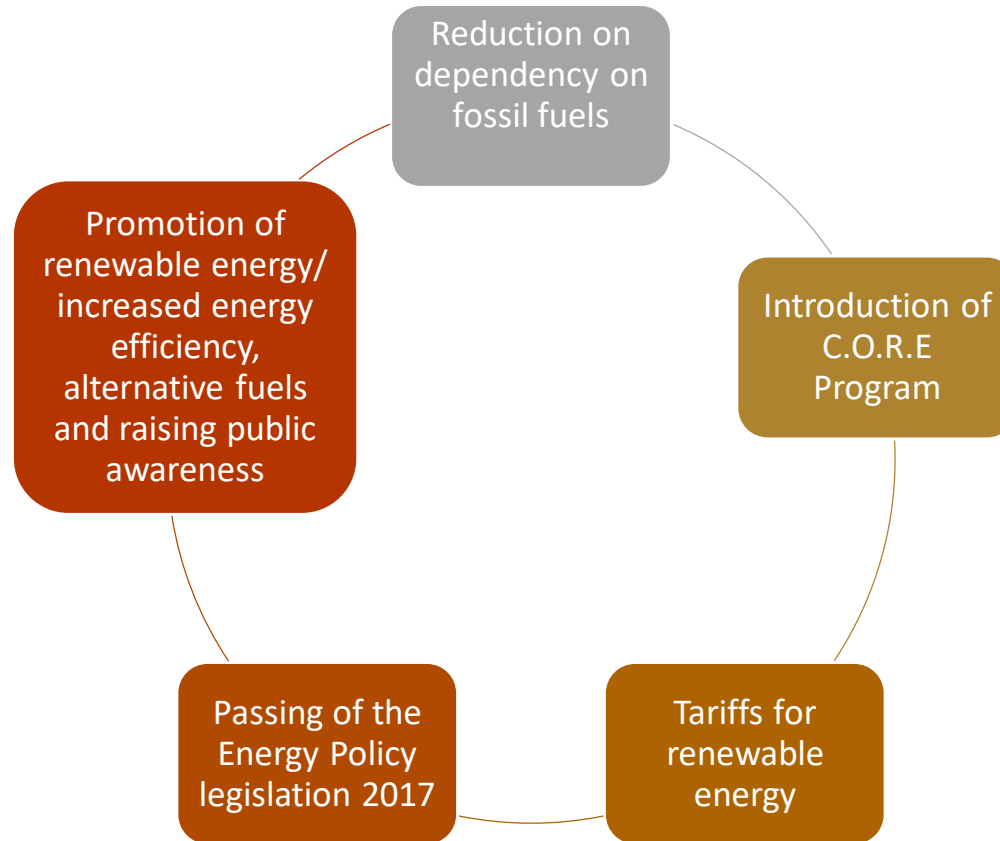 Reduction on
dependency on
fossil fuels
Introduction of
C.O.R.E
Program
Tariffs for
renewable
energy
Passing of the
Energy Policy
legislation 2017
Promotion of
renewable energy/
increased energy
efficiency,
alternative fuels
and raising public
awareness